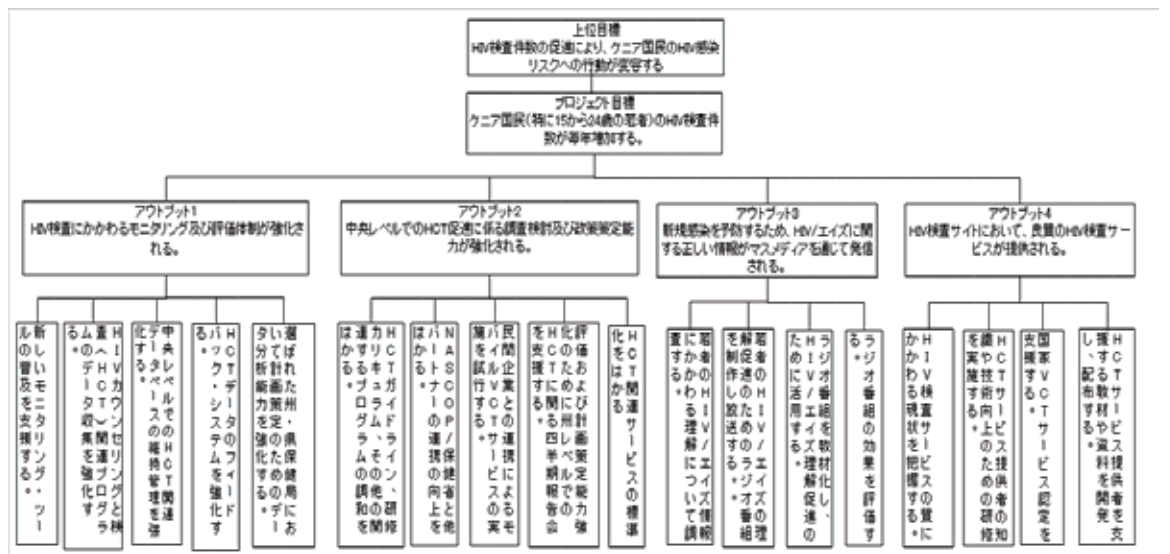 上位目標
HIV検査件数の促進により、ケニア国民のHIV感染
リスクへの行動が変容する
プロジェクト目標
ケニア国民(特に15から24歳の若者)のHIV検査件
数が毎年増加する。
アウトプット1
HIV検査にかかわるモニタリング及び評価体制が強化さ
れる。
アウトプット2
中央レベルでのHCT促進に係る調査検討及び政策策定能
力が強化される。
アウトプット3
新規感染を予防するため、HIV/エイズに関
する正しい情報がマスメディアを通じて発信
される。
アウトプット4
HIV検査サイトにおいて、良質のHIV検査サー
ビスが提供される。
新しいモニタリング・ツー
ルの普及を支援する。
HIVカウンセリングと検
査(HCT)関連プログラ
ムのデータ収集を強化す
る。
中央レベルでのHCT関連
データベースの維持管理を強
化する。
HCTデータのフィード
バック・システムを強化す
る。
選ばれた州・県保健局にお
いて計画策定のためのデー
タ分析能力を強化する。
HCTガイドライン、研修
カリキュラム、その他の関
連するプログラムの調和を
はかる。
NASCOP/保健省と他
パートナーの連携の向上を
はかる。
民間企業との連携によるモ
バイルVCTサービスの実
施を試行する。
評価および計画策定能力強
化のために州レベルでの
HCTに関る四半期報告会
を支援する。
HCT関連サービスの標準
化をはかる
若者のHIV/エイズ情報
にかかわる理解について調
査する。
若者のHIV/エイズの理
解促進のためのラジオ番組
を制作し放送する。
ラジオ番組を教材化し、
HIV/エイズ理解促進の
ために活用する。
ラジオ番組の効果を評価す
る。
HIV検査サービスの質に
かかわる現状を把握する。
HCTサービス提供者の知
識や技術向上のための研修
を実施する。
国家VCTサービス認定を
支援する。
HCTサービス提供者を支
援する教材や資料を開発
し、配布する。